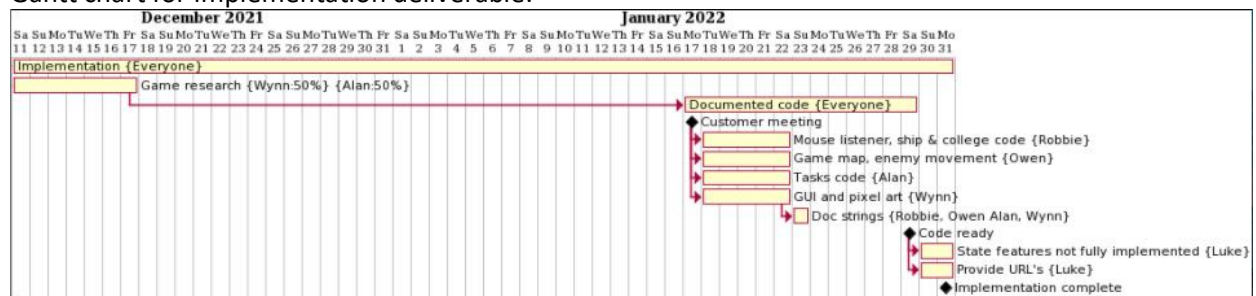 Gantt chart for implementation deliverable:
December 2021 January 2022
Sa Su Mo Tu We Th Fr Sa Su Mo Tu We Th Fr Sa Su Mo Tu We Th Fr Sa Su Mo Tu We Th Fr Sa Su Mo Tu We Th Fr Sa Su Mo Tu We Th Fr Sa Su Mo Tu We Th Fr Sa Su Mo
11 12 13 14 15 16 17 18 19 20 21 22 23 24 25 26 27 28 29 30 31 1 2 3 4 5 6 7 8 9 10 11 12 13 14 15 16 17 18 19 20 21 22 23 24 25 26 27 28 29 30 31
Implementation {Everyone}
Game research {Wynn:50%} {Alan:50%}
Documented code {Everyone}
Customer meeting
Mouse listener, ship & college code {Robbie}
Game map, enemy movement {Owen}
Tasks code {Alan}
GUI and pixel art {Wynn}
Doc strings {Robbie, Owen Alan, Wynn}
Code ready
State features not fully implemented {Luke}
Provide URL's {Luke}
Implementation complete